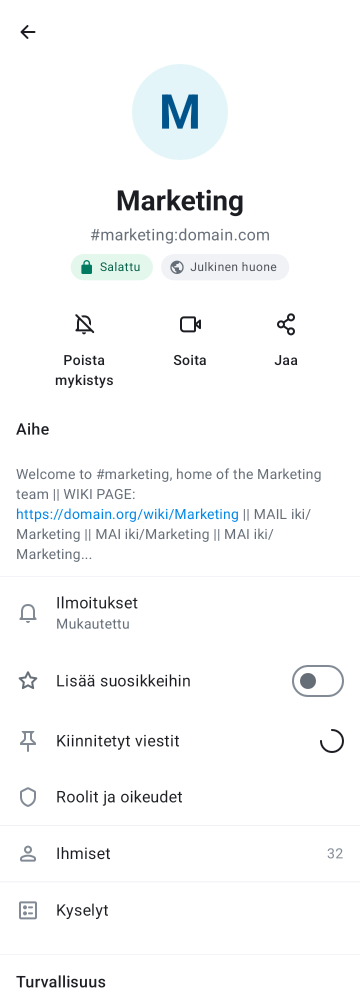 M
Marketing
#marketing:domain.com
Salattu
Julkinen huone
Poista
mykistys
Soita
Jaa
Aihe
Welcome to #marketing, home of the Marketing
team || WIKI PAGE:
https://domain.org/wiki/Marketing || MAIL iki/
Marketing || MAI iki/Marketing || MAI iki/
Marketing...
Ilmoitukset
Mukautettu
Lisää suosikkeihin
Kiinnitetyt viestit
Roolit ja oikeudet
Ihmiset 32
Kyselyt
Turvallisuus